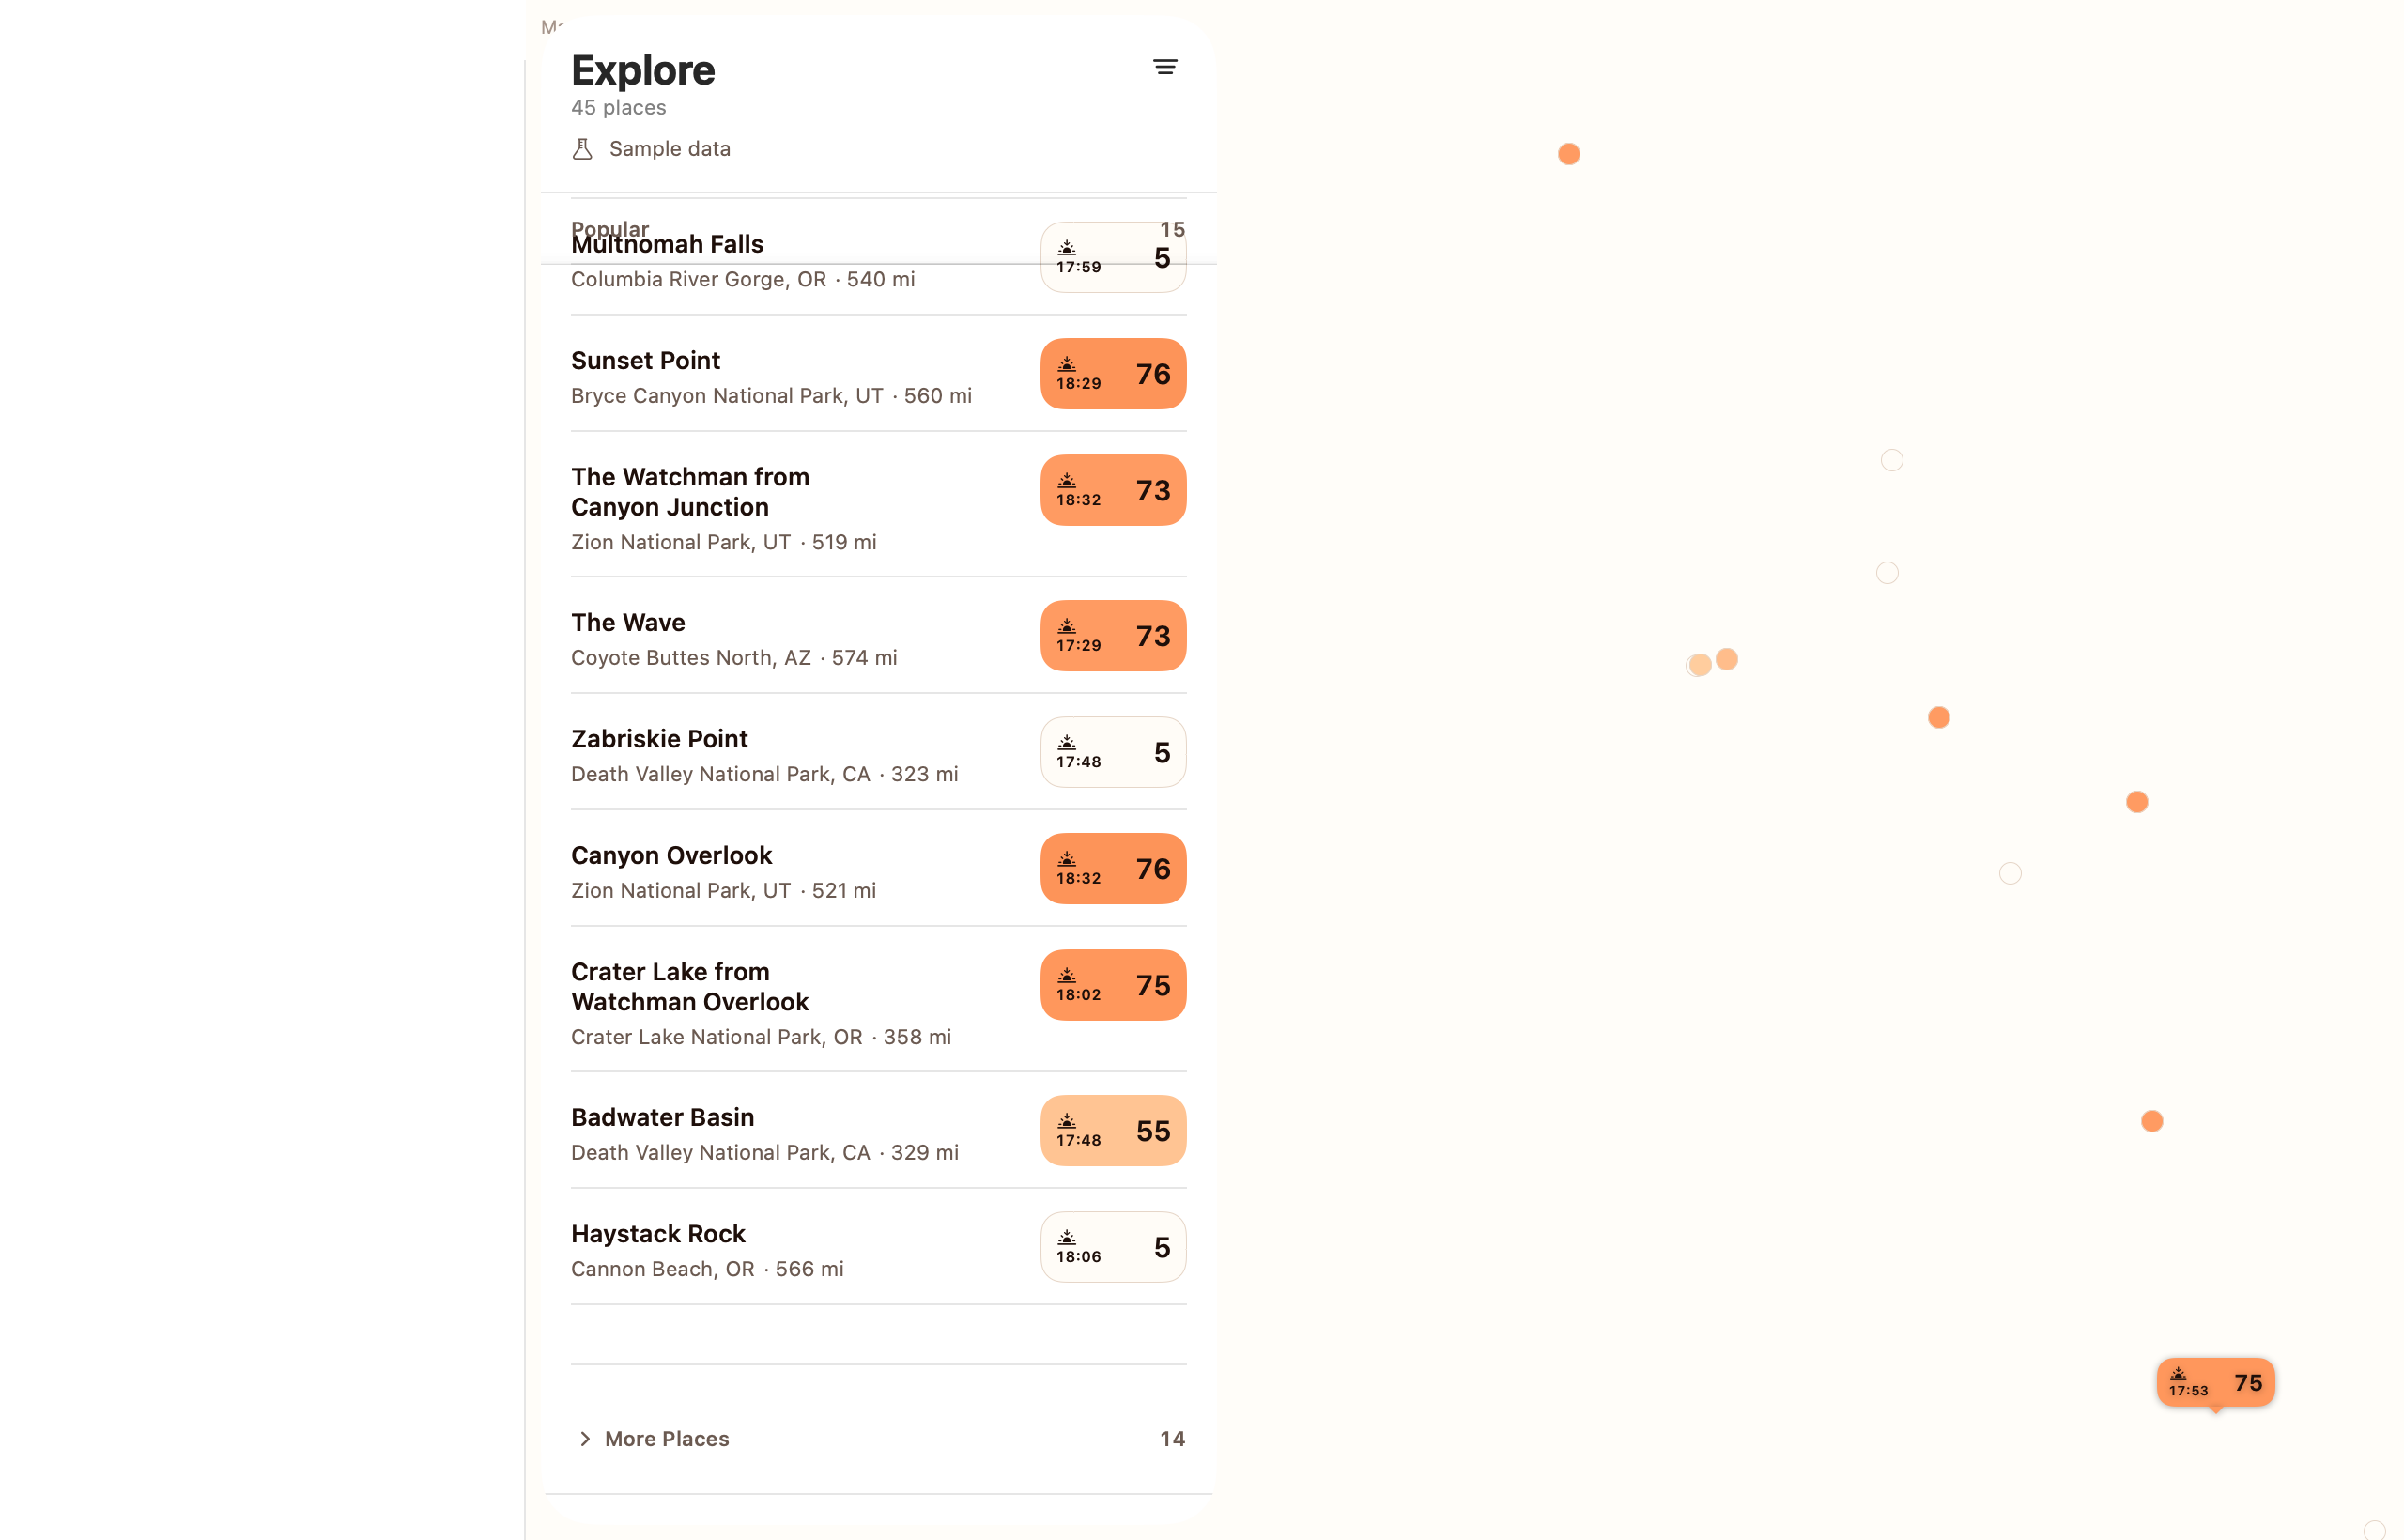 Explore
45 places
Sample data
Popular 15
Multnomah Falls
Columbia River Gorge, OR · 540 mi
17:59 5
Sunset Point
Bryce Canyon National Park, UT · 560 mi
18:29 76
The Watchman from
Canyon Junction
Zion National Park, UT · 519 mi
18:32 73
The Wave
Coyote Buttes North, AZ · 574 mi
17:29 73
Zabriskie Point
Death Valley National Park, CA · 323 mi
17:48 5
Canyon Overlook
Zion National Park, UT · 521 mi
18:32 76
Crater Lake from
Watchman Overlook
Crater Lake National Park, OR · 358 mi
18:02 75
Badwater Basin
Death Valley National Park, CA · 329 mi
17:48 55
Haystack Rock
Cannon Beach, OR · 566 mi
18:06 5
More Places 14
17:53 75